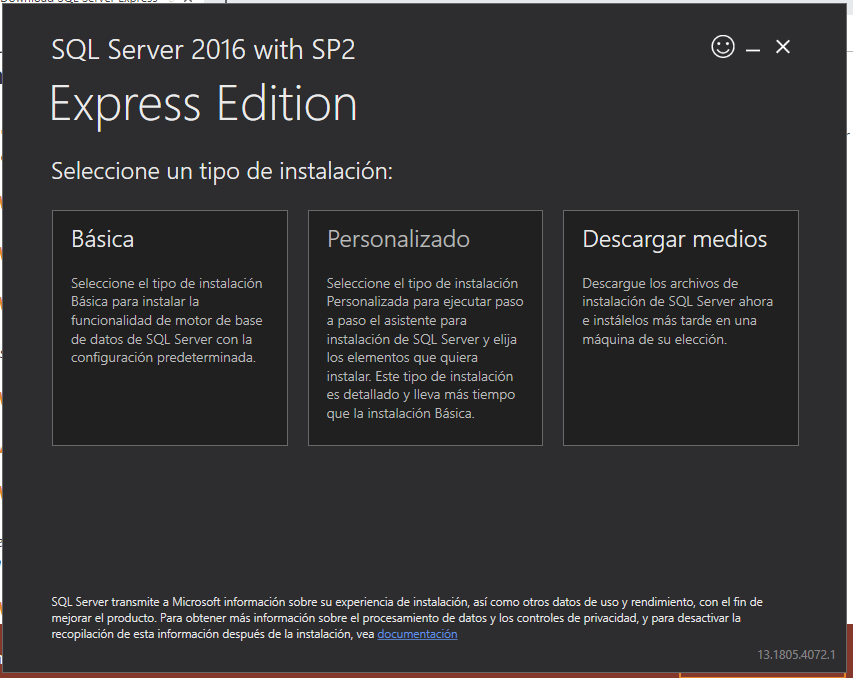 SQL Server 2016 with SP2
Express Edition
Seleccione un tipo de instalación:
Básica
Seleccione el tipo de instalación
Básica para instalar la
funcionalidad de motor de base
de datos de SQL Server con la
configuración predeterminada.
Personalizado
Seleccione el tipo de instalación
Personalizada para ejecutar paso
a paso el asistente para
instalación de SQL Server y elija
los elementos que quiera
instalar. Este tipo de instalación
es detallado y lleva más tiempo
que la instalación Básica.
Descargar medios
Descargue los archivos de
instalación de SQL Server ahora
e instálelos más tarde en una
máquina de su elección.
SQL Server transmite a Microsoft información sobre su experiencia de instalación, así como otros datos de uso y rendimiento, con el fin de
mejorar el producto. Para obtener más información sobre el procesamiento de datos y los controles de privacidad, y para desactivar la
recopilación de esta información después de la instalación, vea documentación
13.1805.4072.1